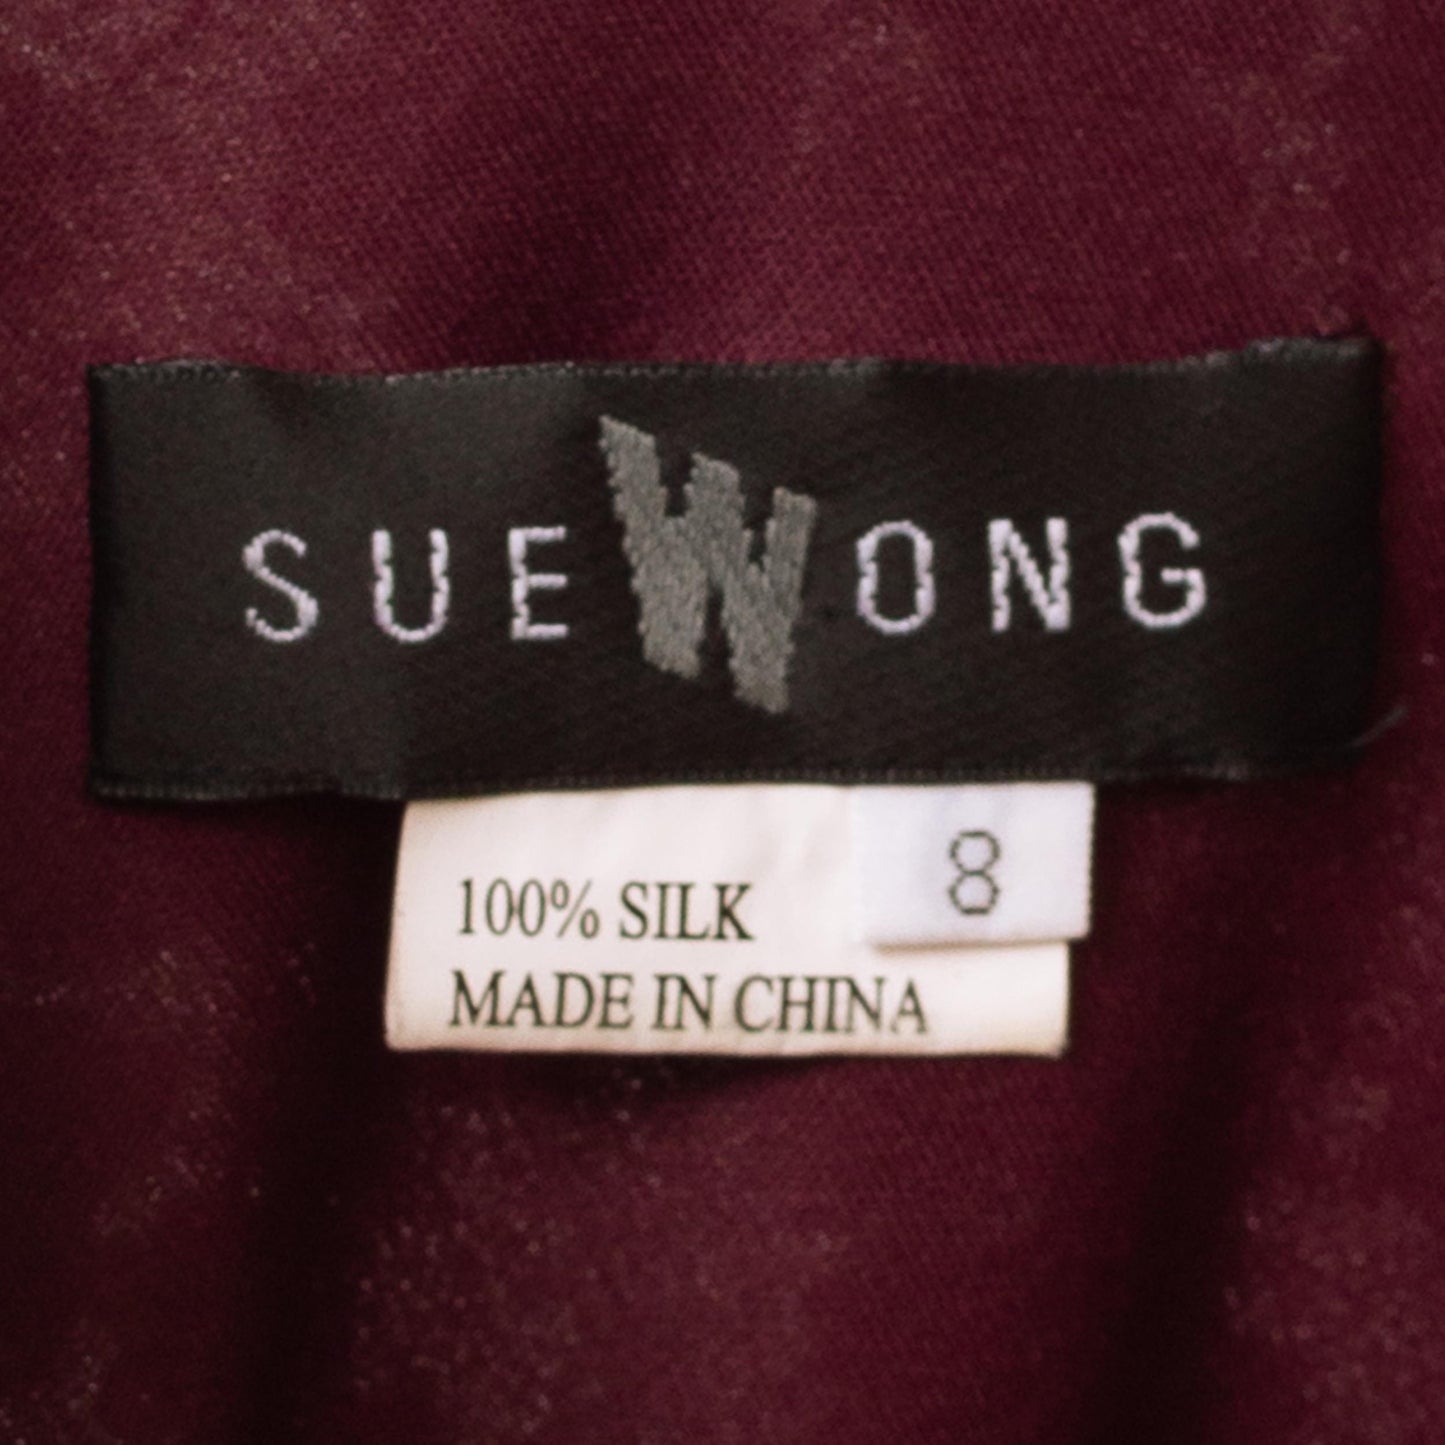 SUE WONG
8
100% SILK
MADE IN CHINA